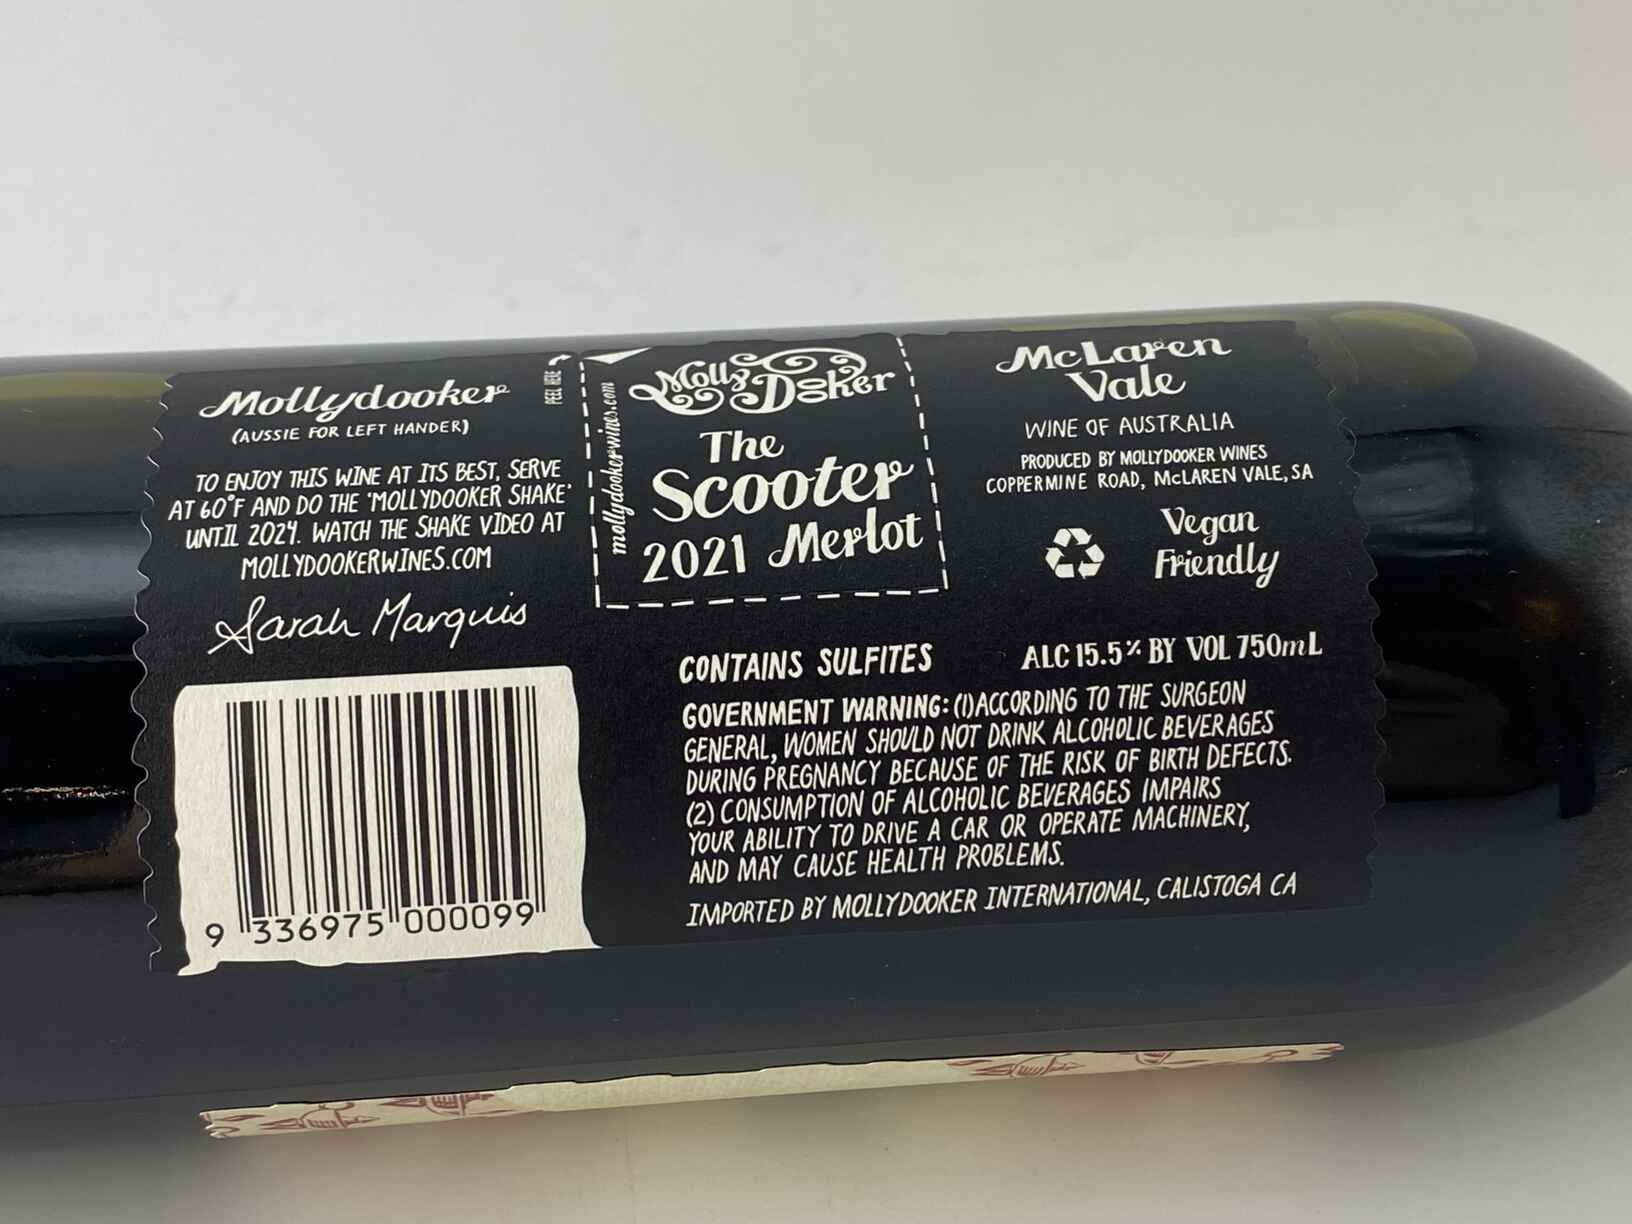 Mollydooker
(AUSSIE FOR LEFT HANDER)
TO ENJOY THIS WINE AT ITS BEST, SERVE
AT 60°F AND DO THE 'MOLLYDOOKER SHAKE'
UNTIL 2024. WATCH THE SHAKE VIDEO AT
MOLLYDOOKERWINES.COM
Sarah Marquis
9 336975 000099
PEEL HERE
mollydookerwines.com
Molly
Dooker
The
Scooter
2021 Merlot
McLaren
Vale
WINE OF AUSTRALIA
PRODUCED BY MOLLYDOOKER WINES
COPPERMINE ROAD, McLAREN VALE, SA
Vegan
Friendly
CONTAINS SULFITES
ALC 15.5% BY VOL 750mL
GOVERNMENT WARNING: (1) ACCORDING TO THE SURGEON
GENERAL, WOMEN SHOULD NOT DRINK ALCOHOLIC BEVERAGES
DURING PREGNANCY BECAUSE OF THE RISK OF BIRTH DEFECTS.
(2) CONSUMPTION OF ALCOHOLIC BEVERAGES IMPAIRS
YOUR ABILITY TO DRIVE A CAR OR OPERATE MACHINERY,
AND MAY CAUSE HEALTH PROBLEMS.
IMPORTED BY MOLLYDOOKER INTERNATIONAL, CALISTOGA CA